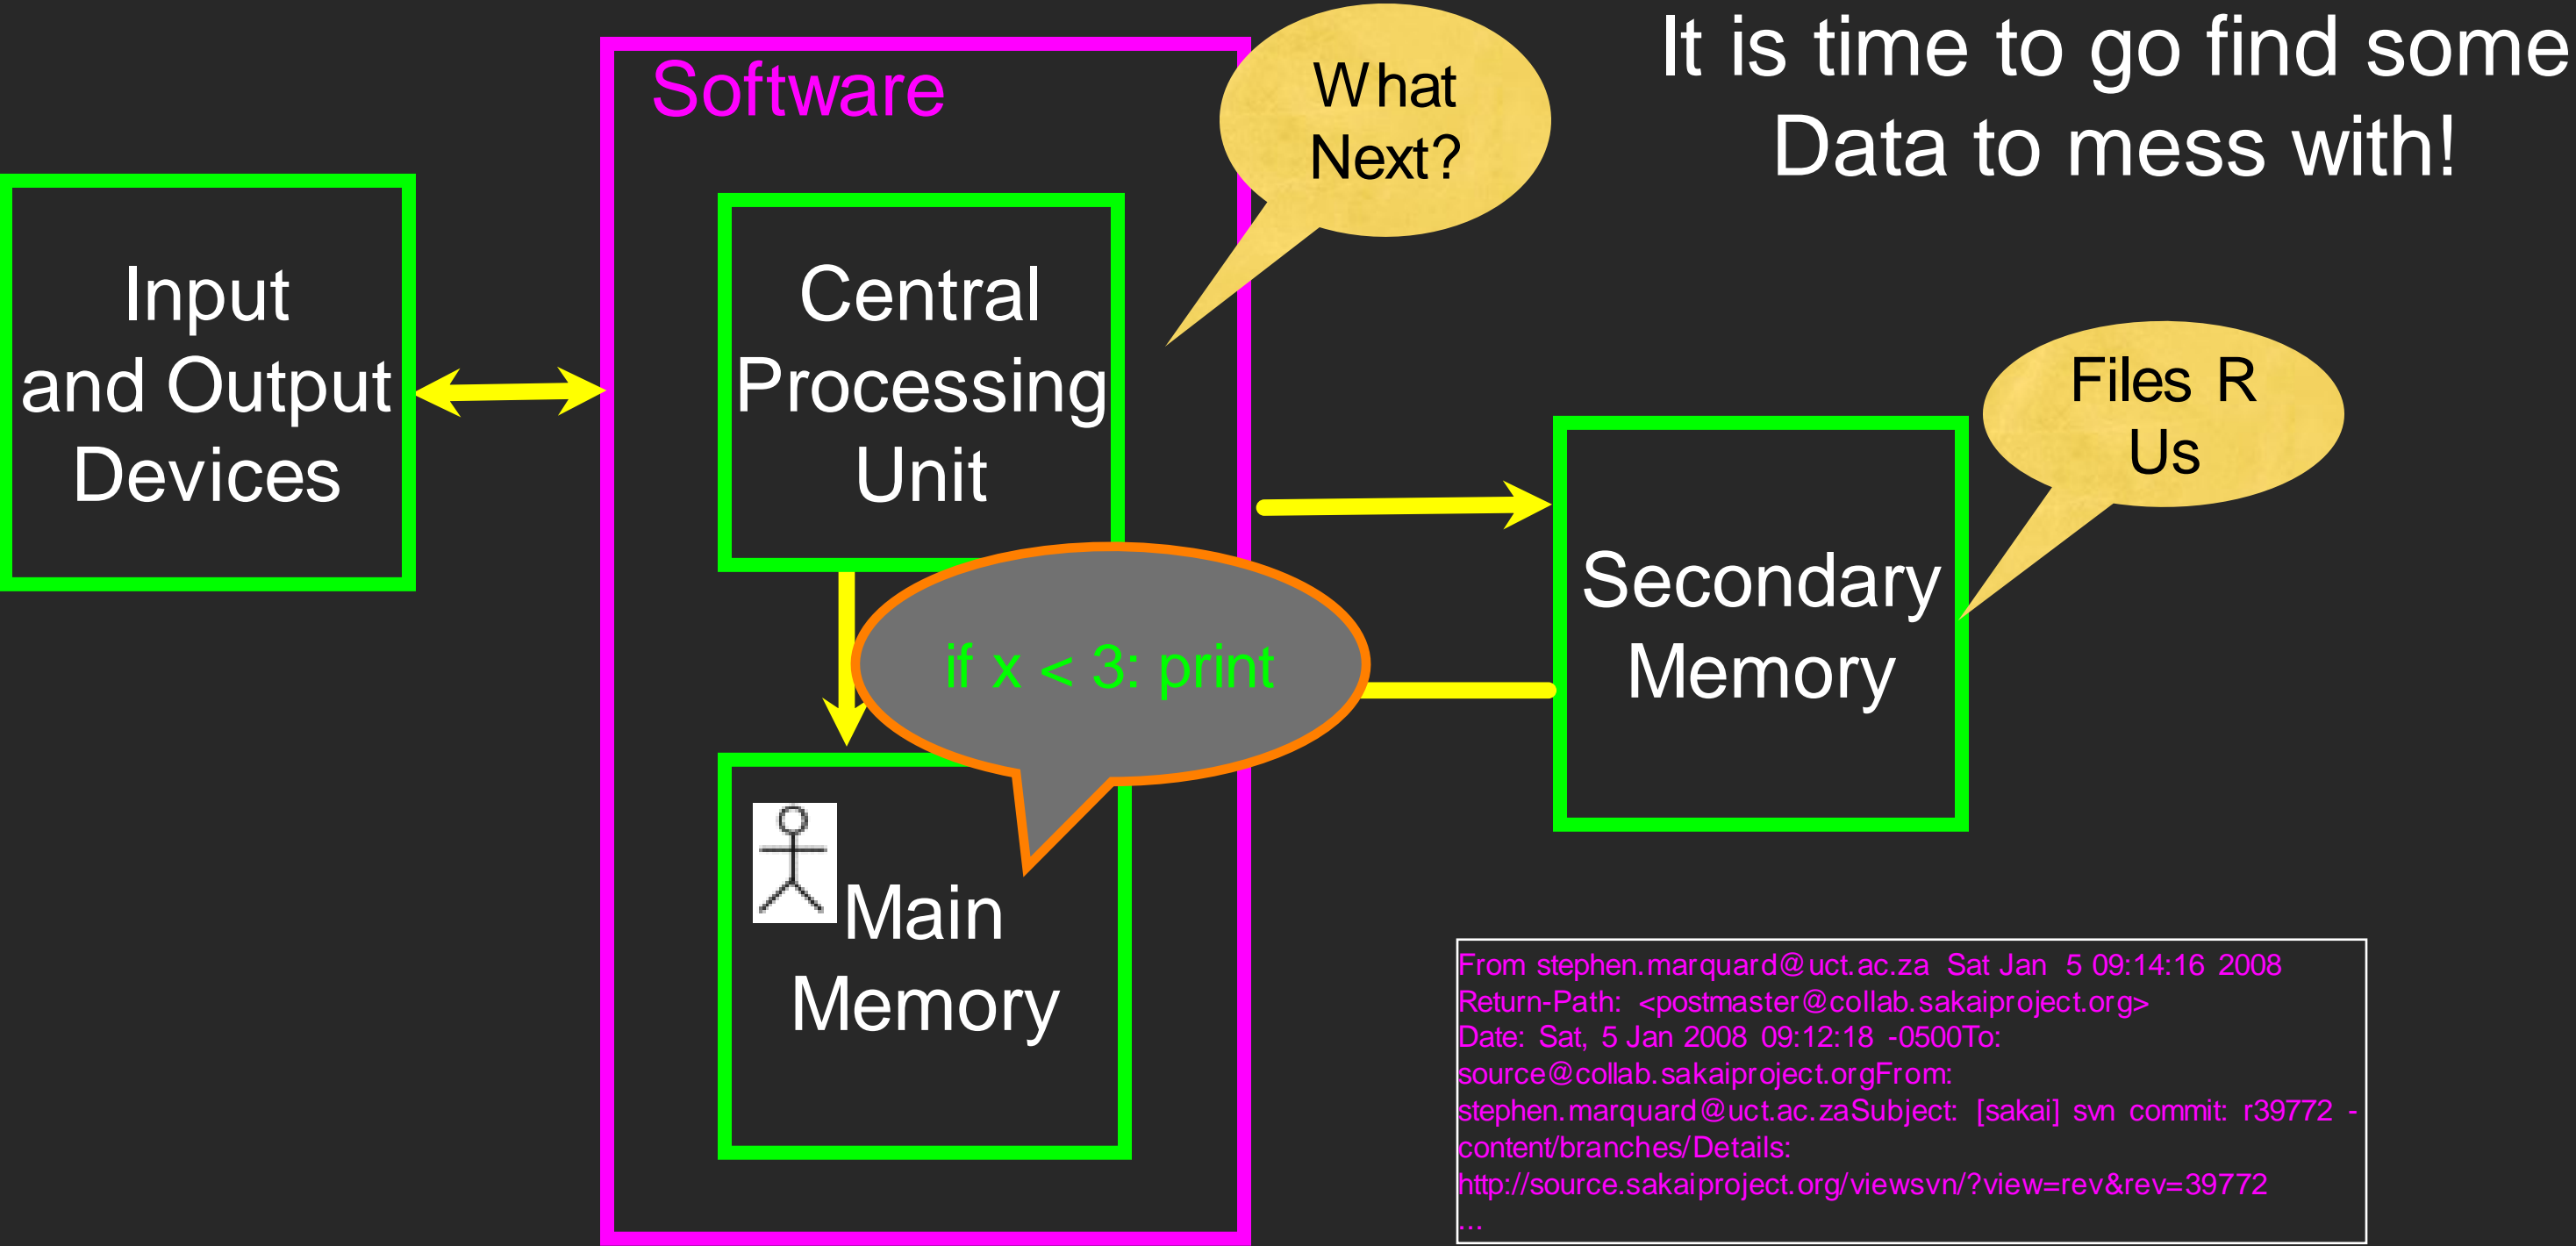 It is time to go find some
Data to mess with!
Software
What
Next?
Input
and Output
Devices
Central
Processing
Unit
Files R
Us
if x < 3: print
Secondary
Memory
Main
Memory
From stephen.marquard@uct.ac.za Sat Jan 5 09:14:16 2008
Return-Path: <postmaster@collab.sakaiproject.org>
Date: Sat, 5 Jan 2008 09:12:18 -0500To:
source@collab.sakaiproject.orgFrom:
stephen.marquard@uct.ac.zaSubject: [sakai] svn commit: r39772 -
content/branches/Details:
http://source.sakaiproject.org/viewsvn/?view=rev&rev=39772
...